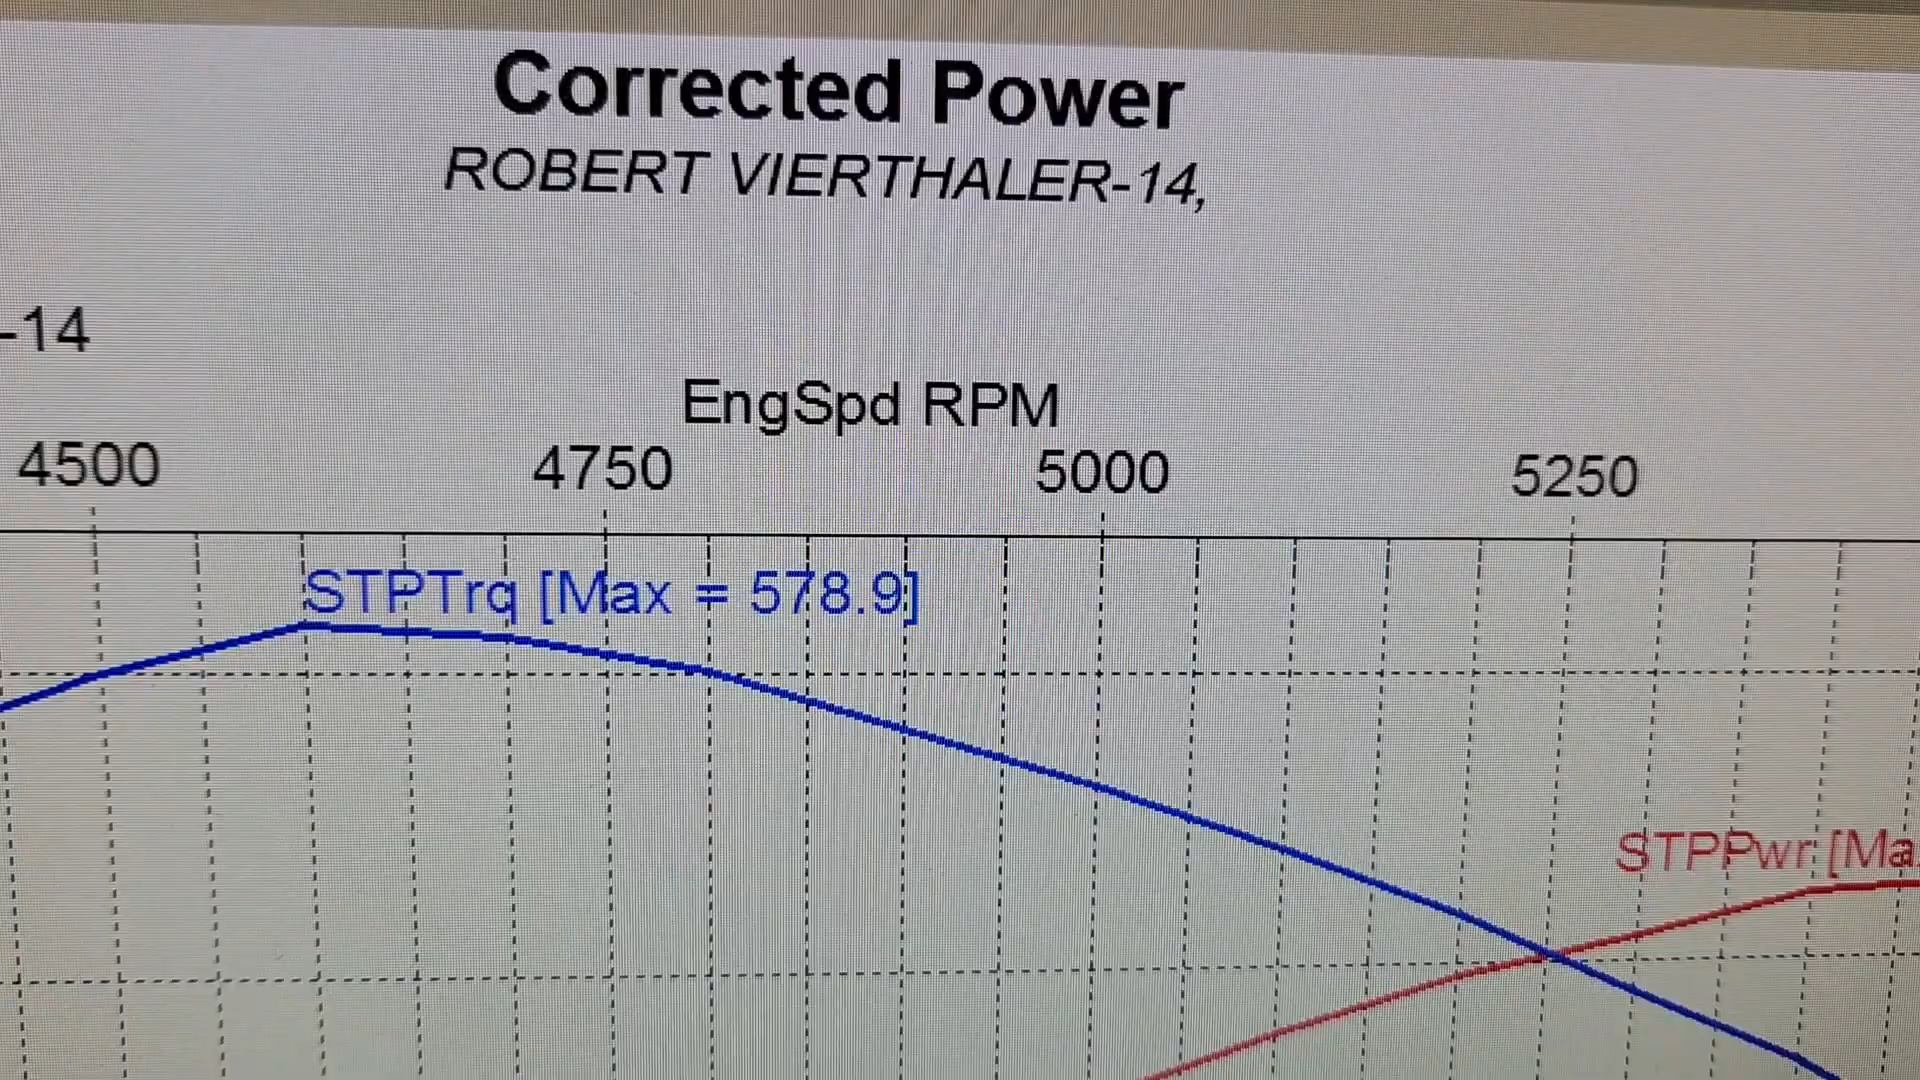 Corrected Power
ROBERT VIERTHALER-14,
-14
EngSpd RPM
4500 4750 5000 5250
STPTrq [Max = 578.9]
STPPwr [Ma